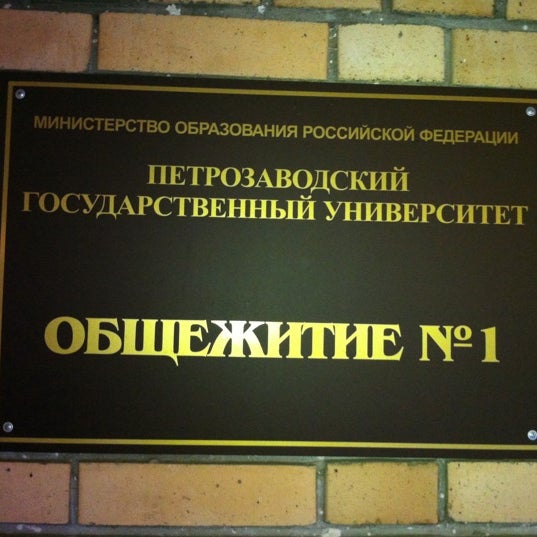 МИНИСТЕРСТВО ОБРАЗОВАНИЯ РОССИЙСКОЙ ФЕДЕРАЦИИ
ПЕТРОЗАВОДСКИЙ
ГОСУДАРСТВЕННЫЙ УНИВЕРСИТЕТ
ОБЩЕЖИТИЕ №1